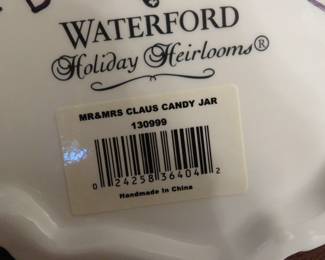 WATERFORD
Holiday Heirlooms®
MR&MRS CLAUS CANDY JAR
130999
0 24258 36404 2
Handmade In China